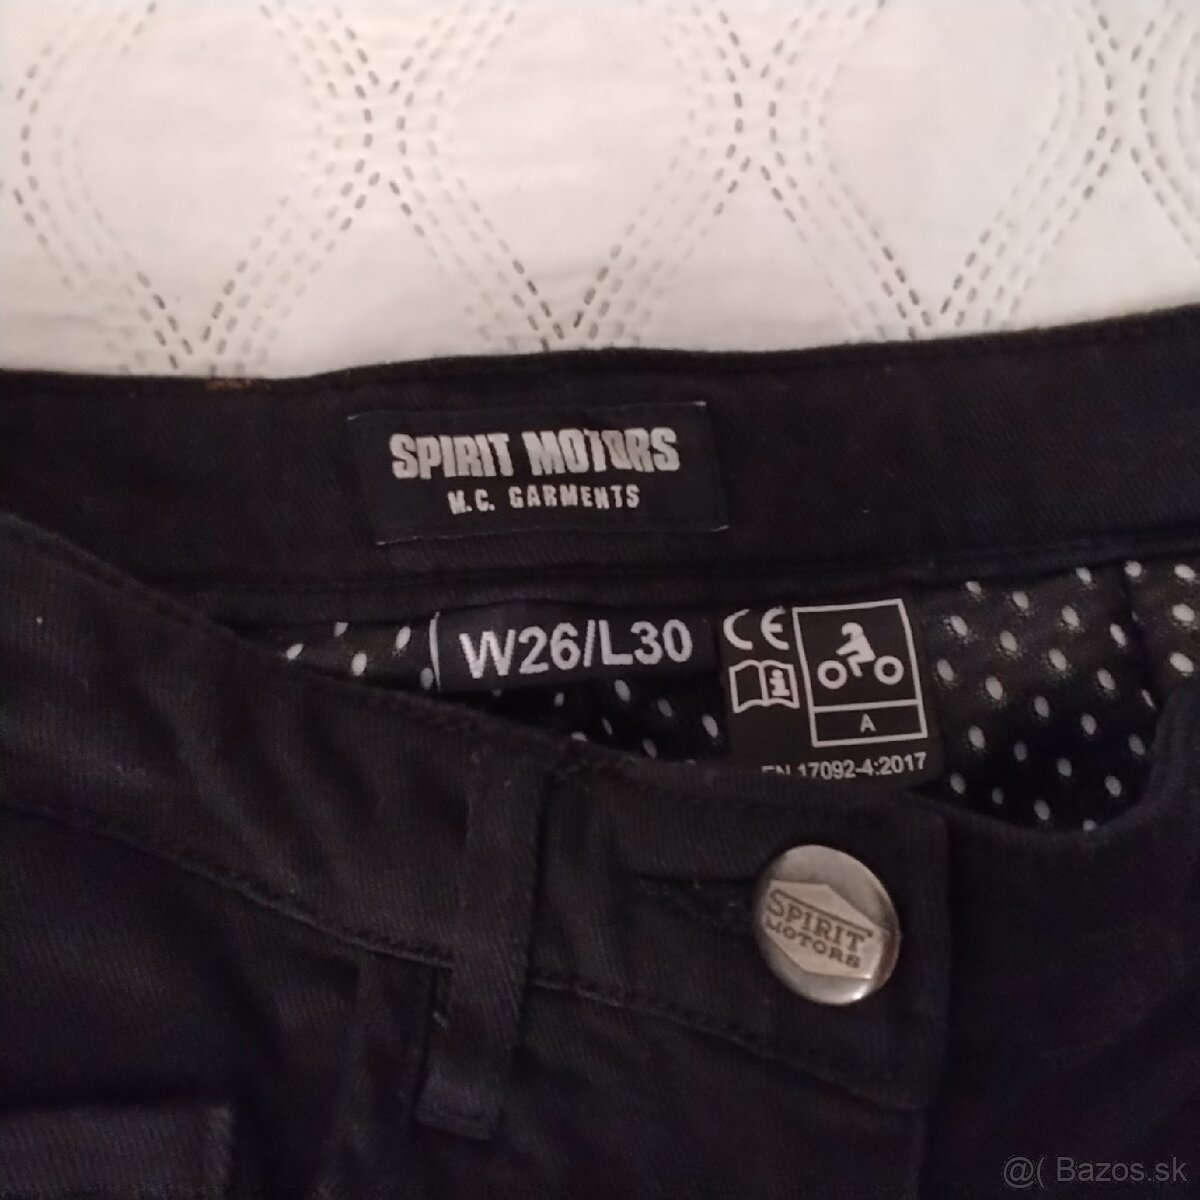 SPIRIT MOTORS
M.C. GARMENTS
W26/L30
CE
i
A
EN 17092-4:2017
SPIRIT
MOTORS
@( Bazos.sk